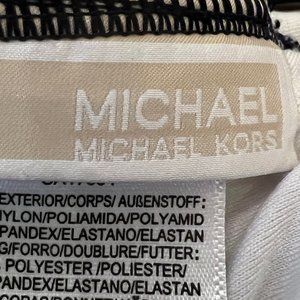 MICHAEL
MICHAEL KORS
EXTERIOR/CORPS/AUßENSTOFF:
NYLON/POLIAMIDA/POLYAMID
PANDEX/ELASTANO/ELASTAN
G/FORRO/DOUBLURE/FUTTER:
POLYESTER /POLIESTER/
PANDEX/ELASTANO/ELASTAN